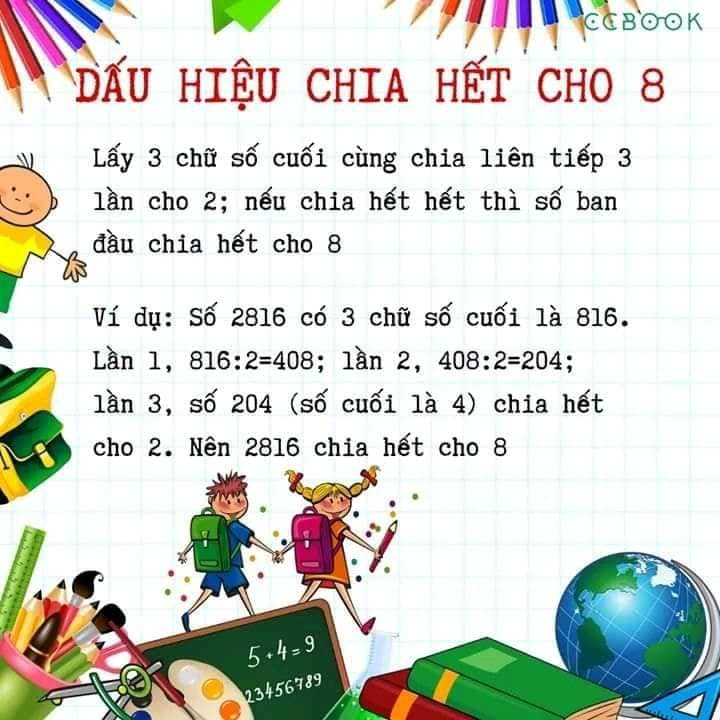 CCBOOK
DẤU HIỆU CHIA HẾT CHO 8
Lấy 3 chữ số cuối cùng chia liên tiếp 3
lần cho 2; nếu chia hết hết thì số ban
đầu chia hết cho 8
Ví dụ: Số 2816 có 3 chữ số cuối là 816.
Lần 1, 816:2=408; lần 2, 408:2=204;
lần 3, số 204 (số cuối là 4) chia hết
cho 2. Nên 2816 chia hết cho 8
5+4=9
23456789